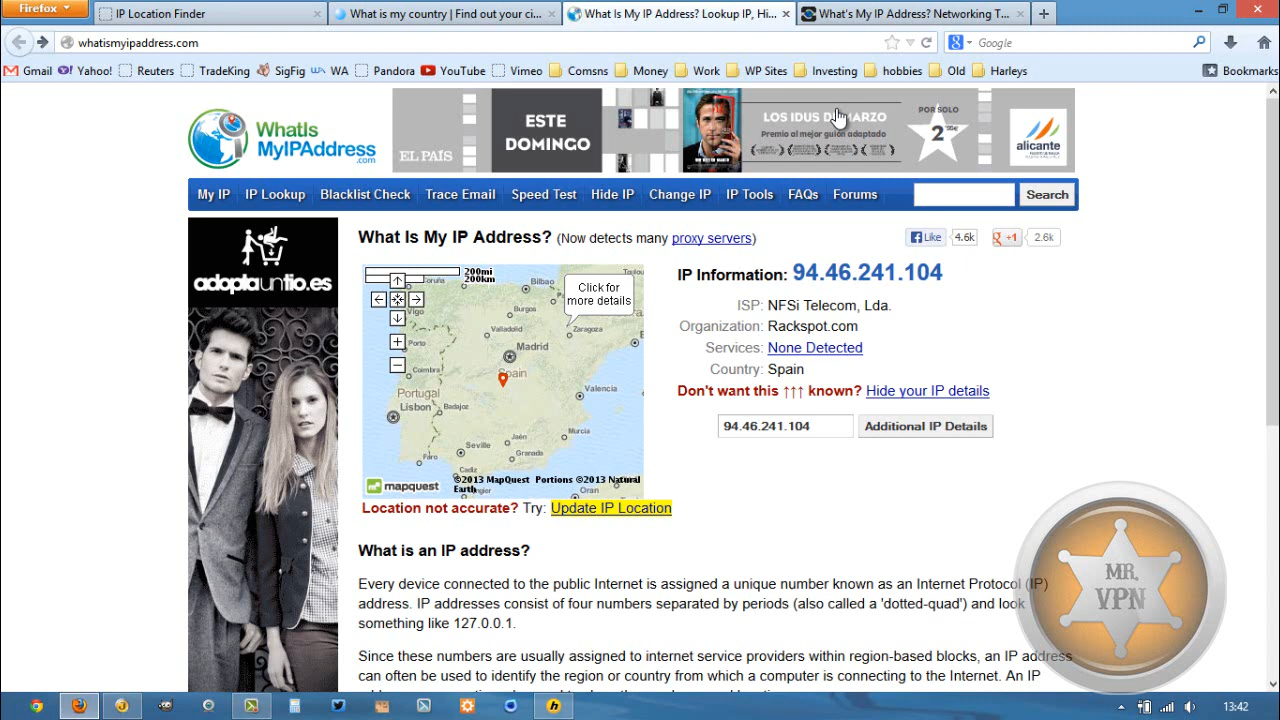 Firefox
IP Location Finder
What is my country | Find out your ci...
What Is My IP Address? Lookup IP, Hi...
What's My IP Address? Networking T...
whatismyipaddress.com
Google
Gmail
Yahoo!
Reuters
TradeKing
SigFig
WA
Pandora
YouTube
Vimeo
Comsns
Money
Work
WP Sites
Investing
hobbies
Old
Harleys
Bookmarks
WhatIs
MyIPAddress
.com
EL PAÍS
ESTE
DOMINGO
LOS IDUS DE MARZO
Premio al mejor guión adaptado
POR SOLO
2
alicante
My IP
IP Lookup
Blacklist Check
Trace Email
Speed Test
Hide IP
Change IP
IP Tools
FAQs
Forums
Search
adoptauntio.es
What Is My IP Address? (Now detects many proxy servers)
Like
4.6k
+1
2.6k
200mi
200km
Click for
more details
Bilbao
Vigo
Burgos
Valladolid
Zaragoza
Porto
Madrid
Coimbra
Spain
Portugal
Valencia
Lisbon
Badajoz
Murcia
Jaén
Seville
Granada
Faro
Cadiz
Oran
mapquest
©2013 MapQuest Portions ©2013 Natural
Earth
IP Information: 94.46.241.104
ISP: NFSi Telecom, Lda.
Organization: Rackspot.com
Services: None Detected
Country: Spain
Don't want this ↑↑↑ known? Hide your IP details
94.46.241.104
Additional IP Details
Location not accurate? Try: Update IP Location
What is an IP address?
Every device connected to the public Internet is assigned a unique number known as an Internet Protocol (IP)
address. IP addresses consist of four numbers separated by periods (also called a 'dotted-quad') and look
something like 127.0.0.1.
Since these numbers are usually assigned to internet service providers within region-based blocks, an IP address
can often be used to identify the region or country from which a computer is connecting to the Internet. An IP
MR.
VPN
13:42